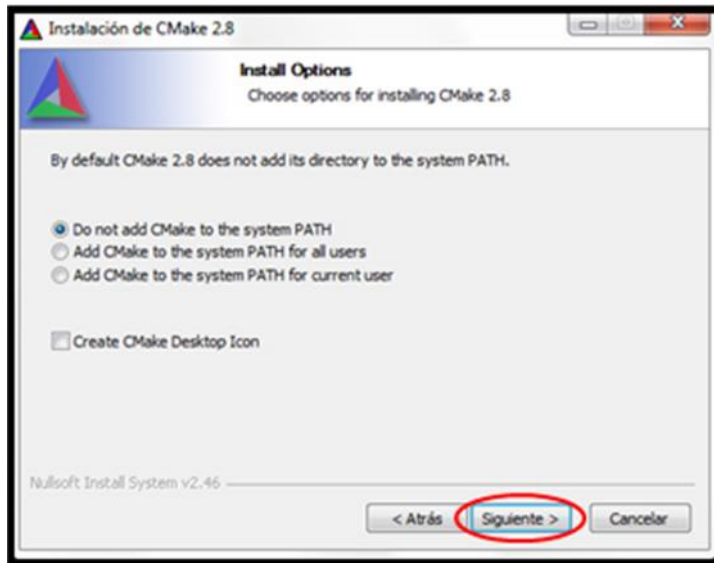 Instalación de CMake 2.8
Install Options
Choose options for installing CMake 2.8
By default CMake 2.8 does not add its directory to the system PATH.
Do not add CMake to the system PATH
Add CMake to the system PATH for all users
Add CMake to the system PATH for current user
Create CMake Desktop Icon
Nullsoft Install System v2.46
< Atrás Siguiente > Cancelar